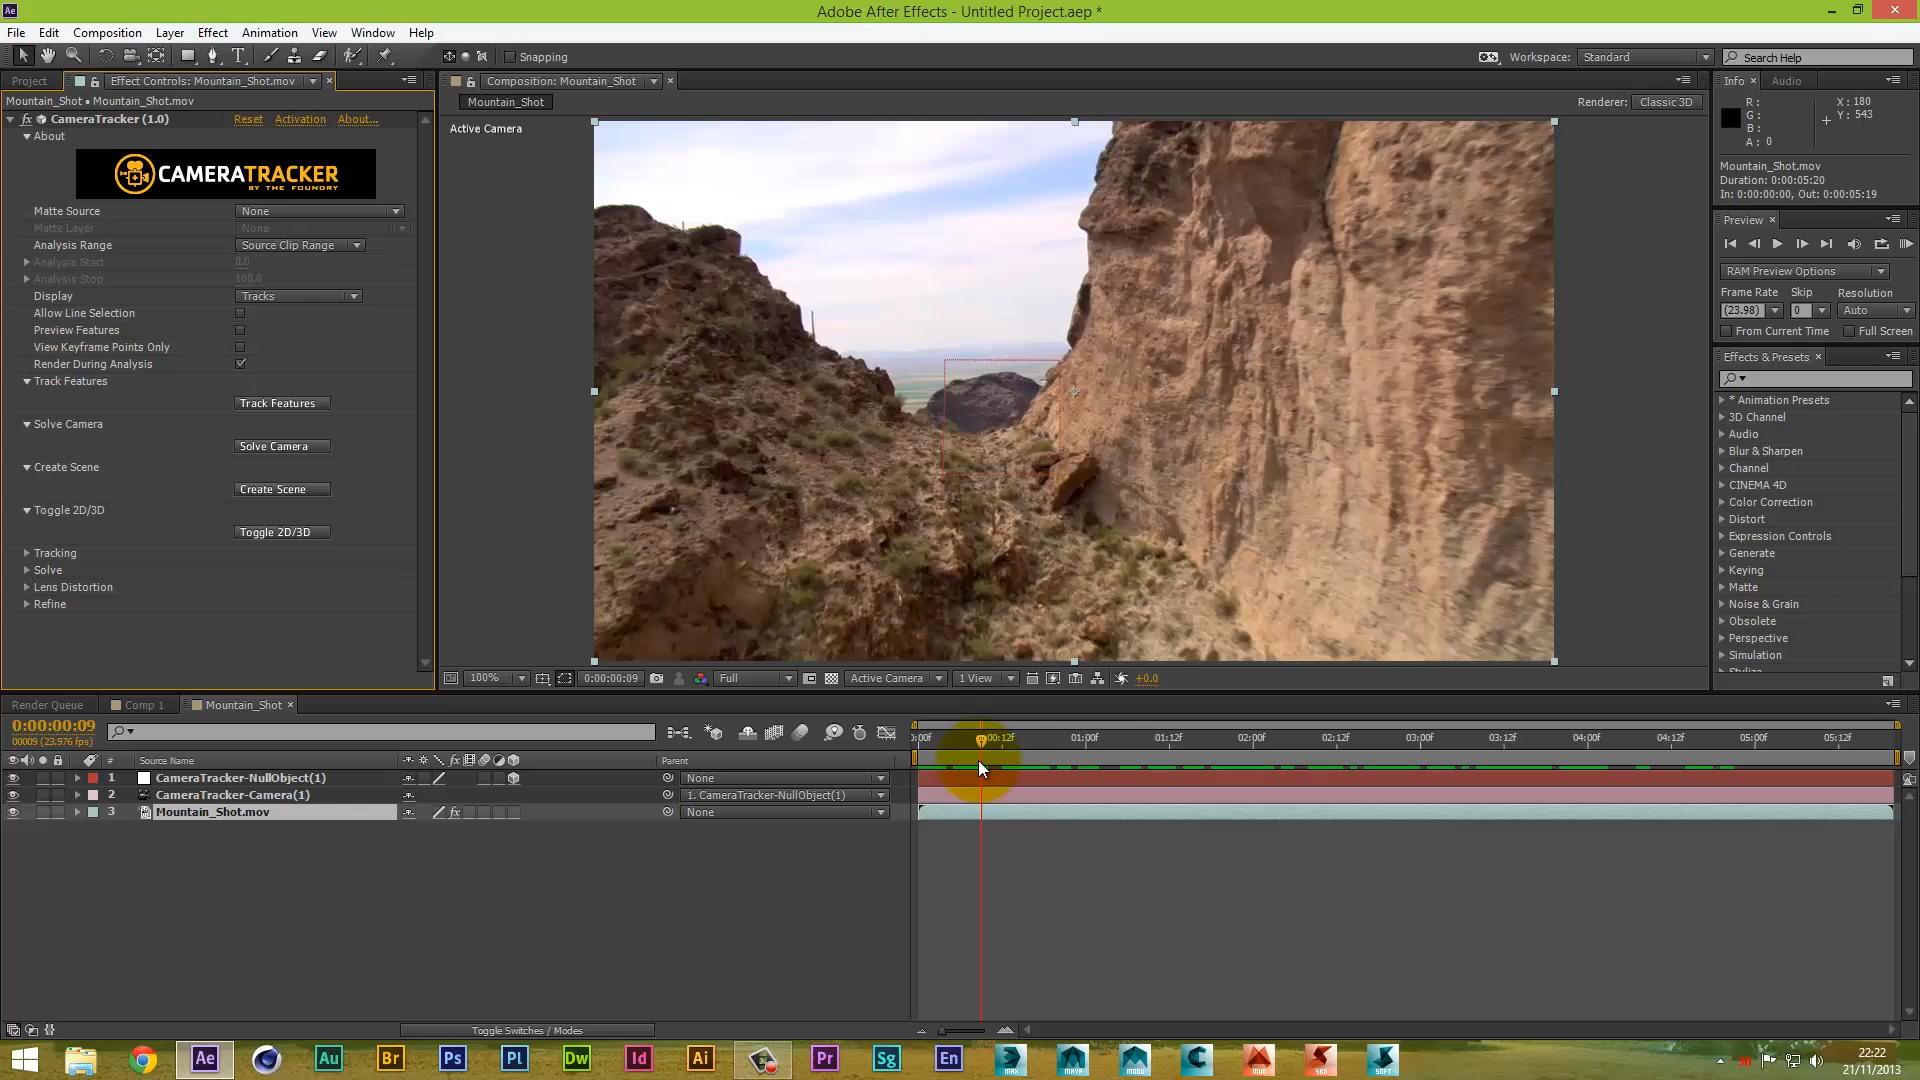 Ae
Adobe After Effects - Untitled Project.aep *
File Edit Composition Layer Effect Animation View Window Help
Snapping
Workspace: Standard
Search Help
Project
Effect Controls: Mountain_Shot.mov
Mountain_Shot • Mountain_Shot.mov
fx CameraTracker (1.0) Reset Activation About...
About
CAMERATRACKER
BY THE FOUNDRY
Matte Source None
Matte Layer None
Analysis Range Source Clip Range
Analysis Start 0.0
Analysis Stop 100.0
Display Tracks
Allow Line Selection
Preview Features
View Keyframe Points Only
Render During Analysis
Track Features
Track Features
Solve Camera
Solve Camera
Create Scene
Create Scene
Toggle 2D/3D
Toggle 2D/3D
Tracking
Solve
Lens Distortion
Refine
Composition: Mountain_Shot
Mountain_Shot
Renderer: Classic 3D
Active Camera
100% 0:00:00:09 Full Active Camera 1 View +0.0
Info Audio
R: X: 180
G: Y: 543
B:
A: 0
Mountain_Shot.mov
Duration: 0:00:05:20
In: 0:00:00:00, Out: 0:00:05:19
Preview
RAM Preview Options
Frame Rate Skip Resolution
(23.98) 0 Auto
From Current Time Full Screen
Effects & Presets
* Animation Presets
3D Channel
Audio
Blur & Sharpen
Channel
CINEMA 4D
Color Correction
Distort
Expression Controls
Generate
Keying
Matte
Noise & Grain
Obsolete
Perspective
Simulation
Stylize
Render Queue Comp 1 Mountain_Shot
0:00:00:09
00009 (23.976 fps)
0:00f 00:12f 01:00f 01:12f 02:00f 02:12f 03:00f 03:12f 04:00f 04:12f 05:00f 05:12f
# Source Name fx Parent
1 CameraTracker-NullObject(1) None
2 CameraTracker-Camera(1) 1. CameraTracker-NullObject(1)
3 Mountain_Shot.mov fx None
Toggle Switches / Modes
Ae Au Br Ps Pl Dw Id Ai Pr Sg En MAX MAYA MOBU MUD SBD SOFT
22:22
21/11/2013